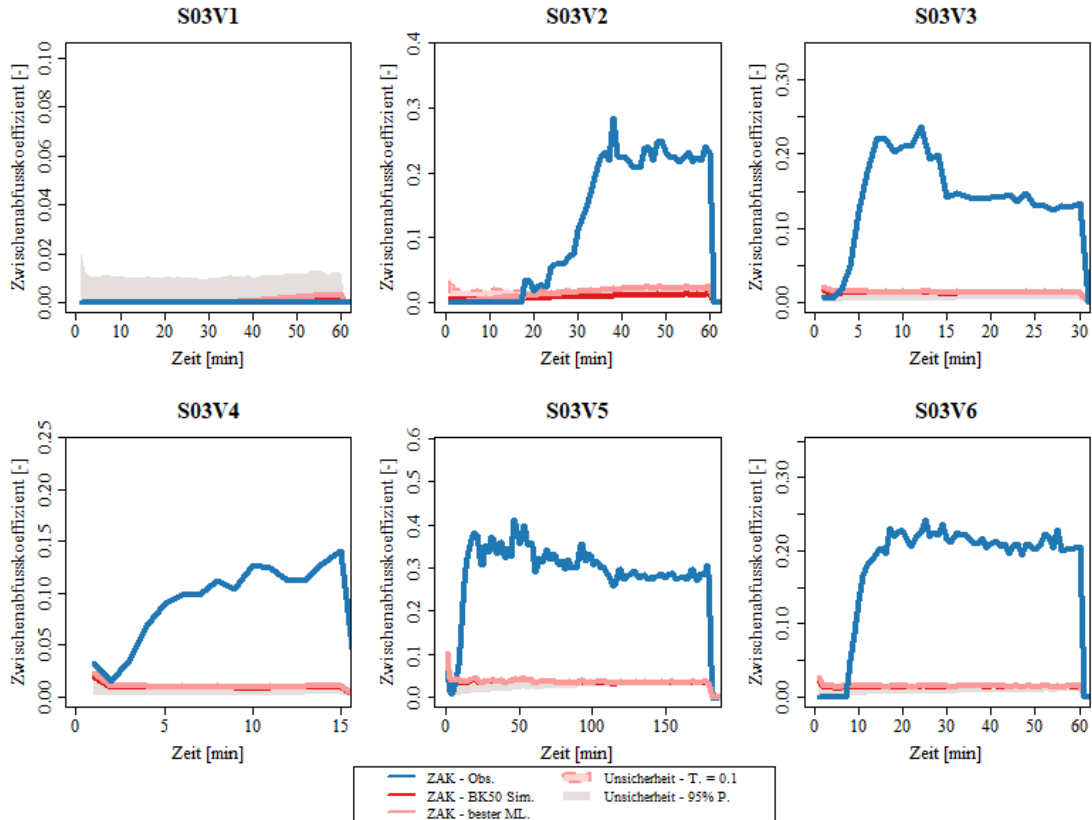 S03V1
S03V2
S03V3
Zwischenabfusskoeffizient [-]
0.00 0.02 0.04 0.06 0.08 0.10
0 10 20 30 40 50 60
Zeit [min]
Zwischenabfusskoeffizient [-]
0.0 0.1 0.2 0.3 0.4
0 10 20 30 40 50 60
Zeit [min]
Zwischenabfusskoeffizient [-]
0.00 0.10 0.20 0.30
0 5 10 15 20 25 30
Zeit [min]
S03V4
S03V5
S03V6
Zwischenabfusskoeffizient [-]
0.00 0.05 0.10 0.15 0.20 0.25
0 5 10 15
Zeit [min]
Zwischenabfusskoeffizient [-]
0.0 0.1 0.2 0.3 0.4 0.5 0.6
0 50 100 150
Zeit [min]
Zwischenabfusskoeffizient [-]
0.00 0.10 0.20 0.30
0 10 20 30 40 50 60
Zeit [min]
ZAK - Obs.
ZAK - BK50 Sim.
ZAK - bester ML.
Unsicherheit - T. = 0.1
Unsicherheit - 95% P.